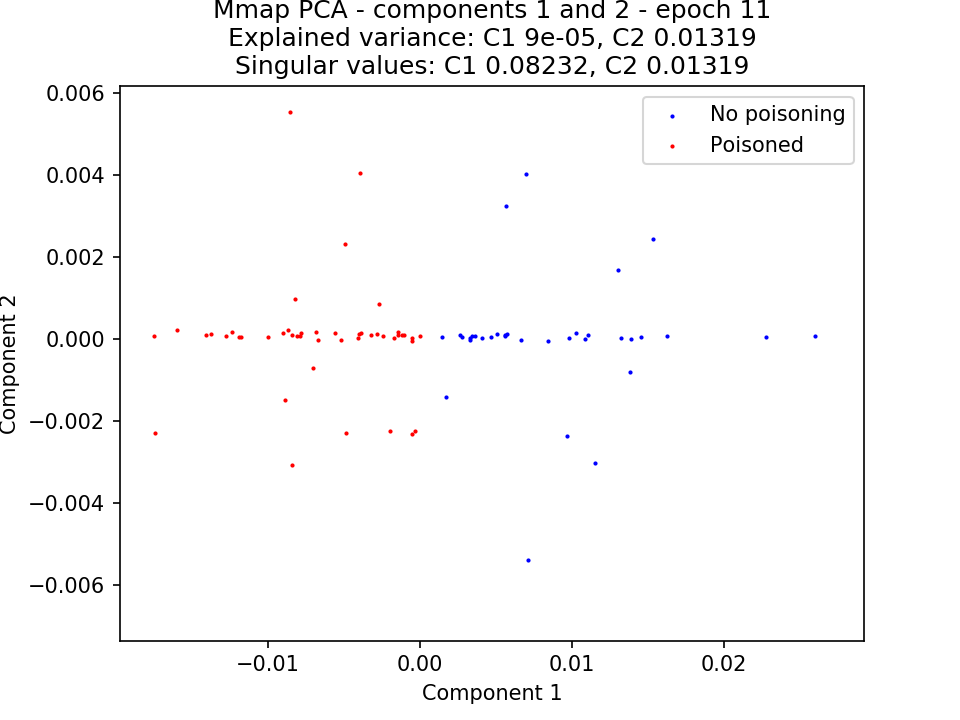 Mmap PCA - components 1 and 2 - epoch 11
Explained variance: C1 9e-05, C2 0.01319
Singular values: C1 0.08232, C2 0.01319
No poisoning
Poisoned
0.006
0.004
0.002
0.000
−0.002
−0.004
−0.006
Component 2
−0.01
0.00
0.01
0.02
Component 1